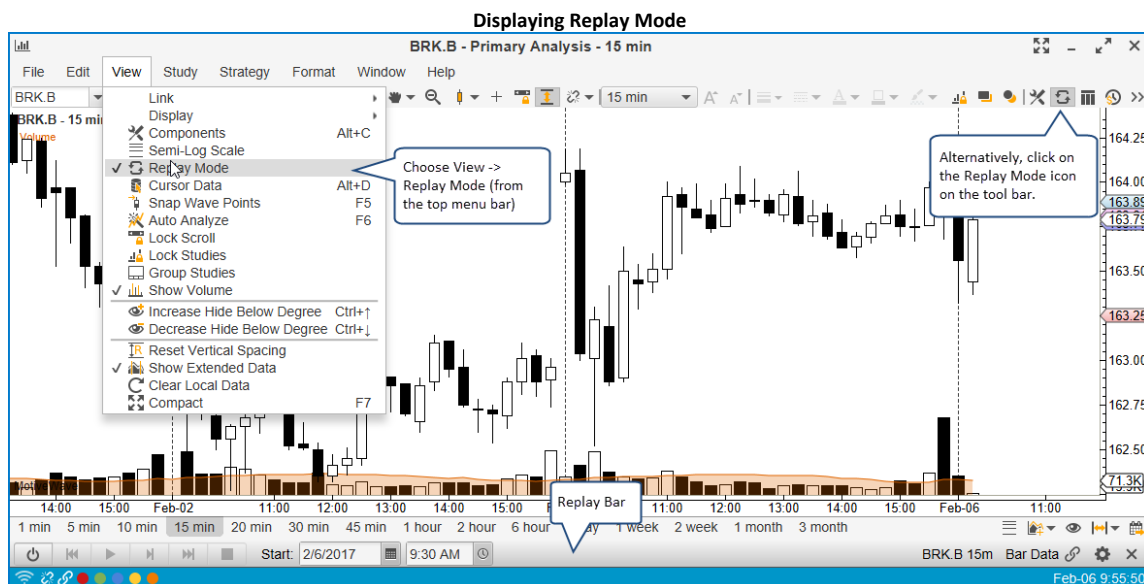 Displaying Replay Mode
BRK.B - Primary Analysis - 15 min
File Edit View Study Strategy Format Window Help
BRK.B
15 min
BRK.B - 15 min
Volume
Link
Display
Components Alt+C
Semi-Log Scale
Replay Mode
Cursor Data Alt+D
Snap Wave Points F5
Auto Analyze F6
Lock Scroll
Lock Studies
Group Studies
Show Volume
Increase Hide Below Degree Ctrl+↑
Decrease Hide Below Degree Ctrl+↓
Reset Vertical Spacing
Show Extended Data
Clear Local Data
Compact F7
Choose View ->
Replay Mode (from
the top menu bar)
Alternatively, click on
the Replay Mode icon
on the tool bar.
164.25
164.00
163.89
163.79
163.50
163.25
163.00
162.75
162.50
71.3K
14:00 15:00 Feb-02 11:00 12:00 13:00 14:00 15:00 11:00 12:00 13:00 14:00 15:00 Feb-06 11:00
Replay Bar
1 min 5 min 10 min 15 min 20 min 30 min 45 min 1 hour 2 hour 6 hour 1 week 2 week 1 month 3 month
Start: 2/6/2017 9:30 AM BRK.B 15m Bar Data
Feb-06 9:55:50